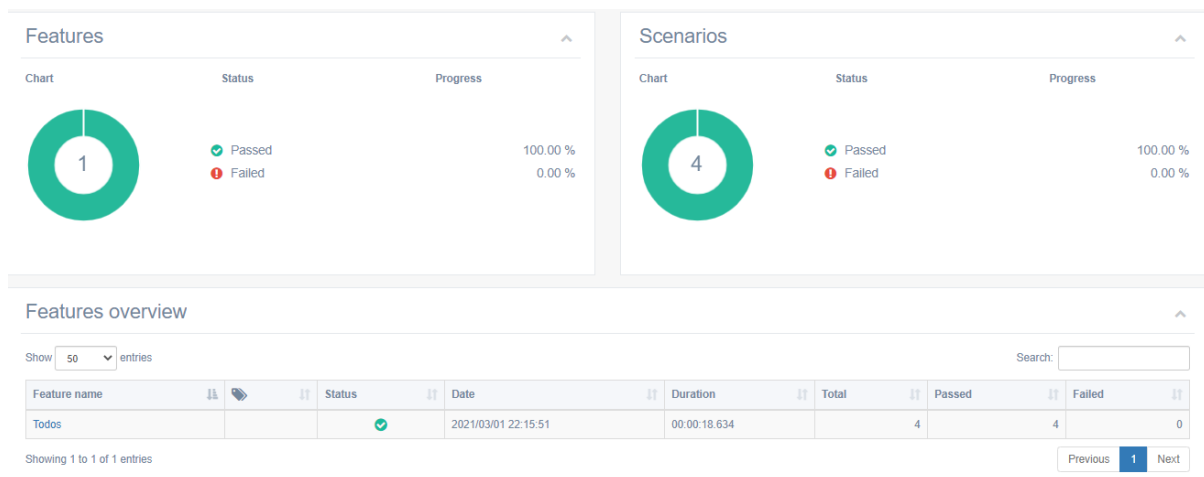 Features
Chart Status Progress
1
Passed 100.00 %
Failed 0.00 %
Scenarios
Chart Status Progress
4
Passed 100.00 %
Failed 0.00 %
Features overview
Show 50 entries Search:
Feature name Status Date Duration Total Passed Failed
Todos 2021/03/01 22:15:51 00:00:18.634 4 4 0
Showing 1 to 1 of 1 entries Previous 1 Next